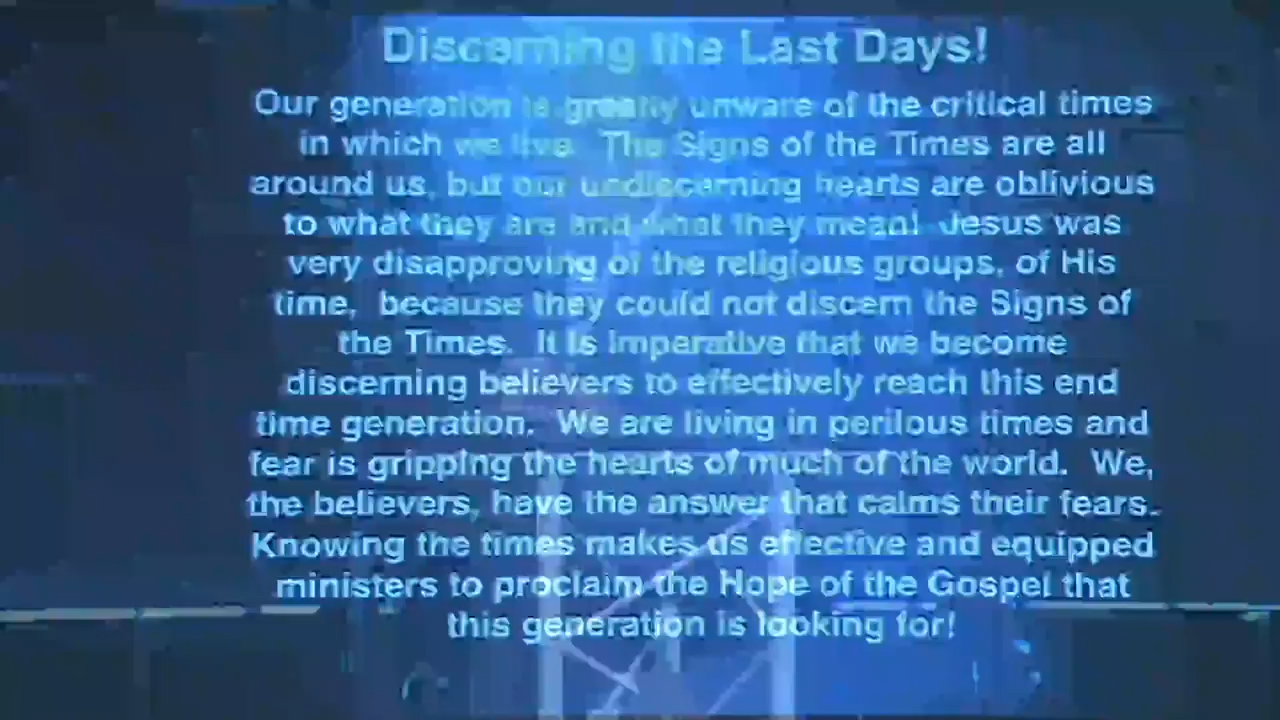 Discerning the Last Days!
Our generation is greatly unware of the critical times
in which we live. The Signs of the Times are all
around us, but our undiscerning hearts are oblivious
to what they are and what they mean! Jesus was
very disapproving of the religious groups, of His
time, because they could not discern the Signs of
the Times. It is imperative that we become
discerning believers to effectively reach this end
time generation. We are living in perilous times and
fear is gripping the hearts of much of the world. We,
the believers, have the answer that calms their fears.
Knowing the times makes us effective and equipped
ministers to proclaim the Hope of the Gospel that
this generation is looking for!